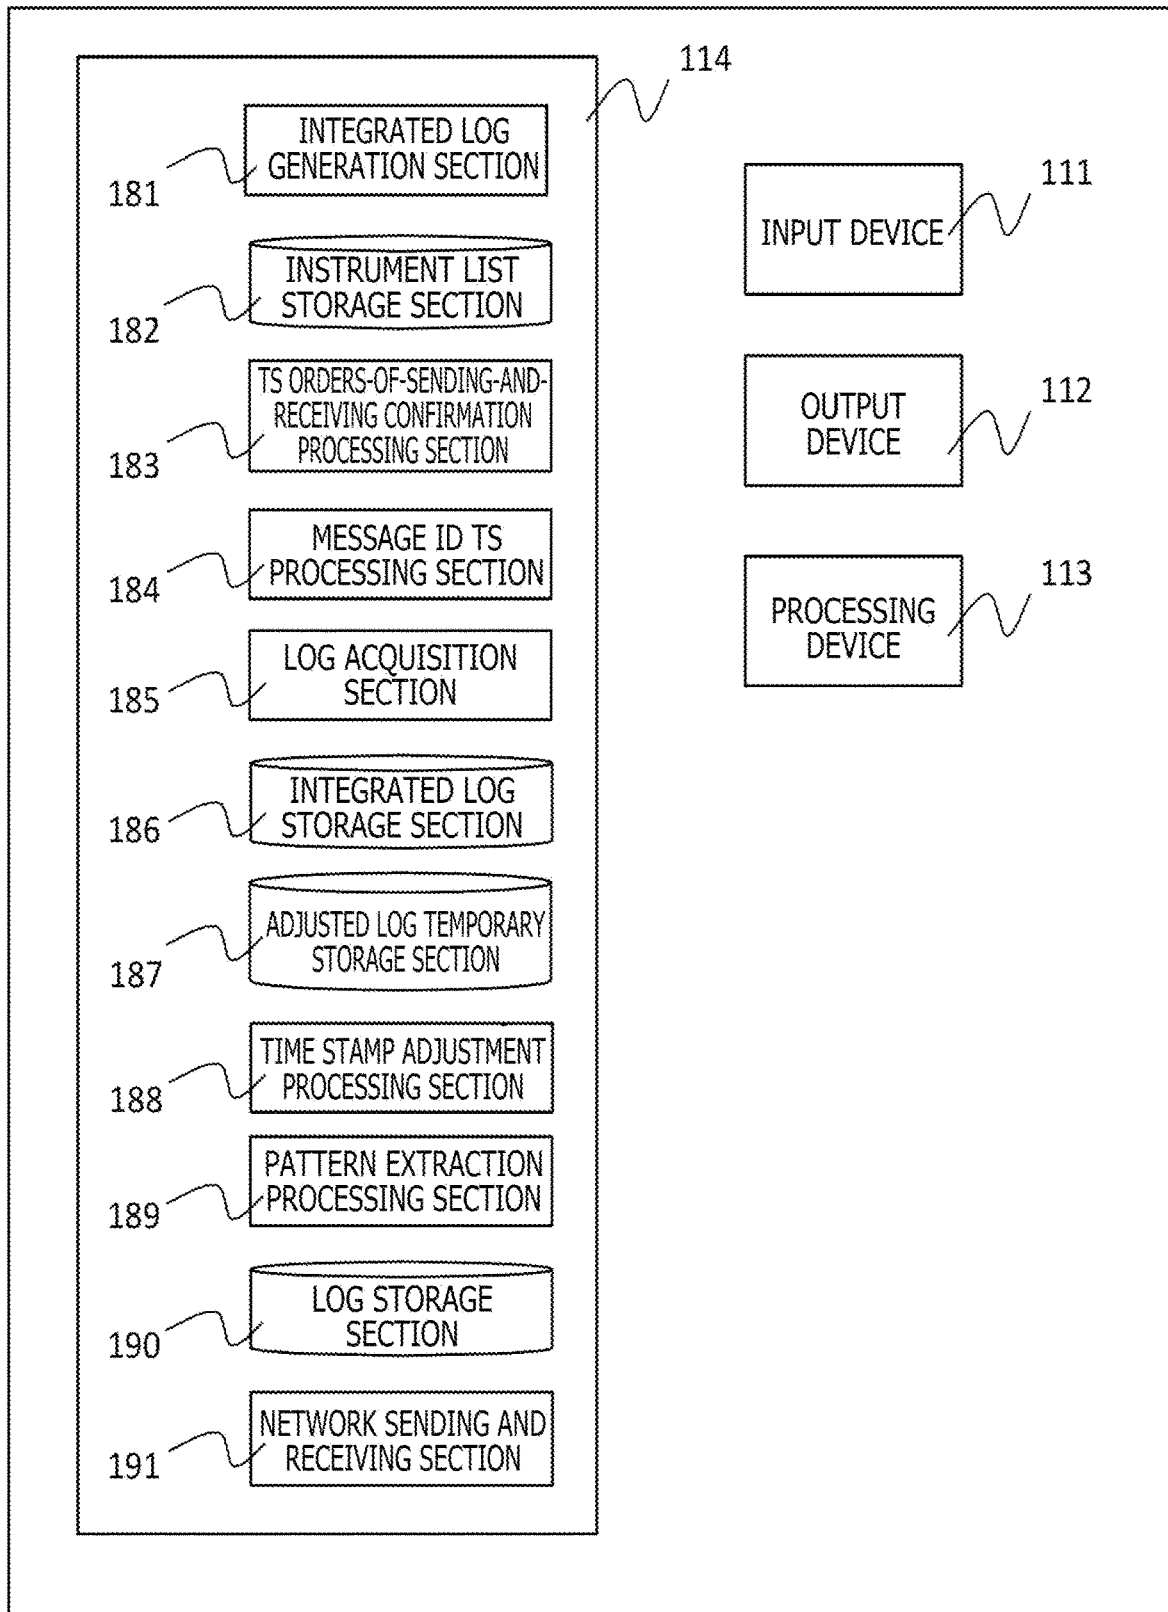 114
INTEGRATED LOG
GENERATION SECTION
181
INSTRUMENT LIST
STORAGE SECTION
182
TS ORDERS-OF-SENDING-AND-
RECEIVING CONFIRMATION
PROCESSING SECTION
183
MESSAGE ID TS
PROCESSING SECTION
184
LOG ACQUISITION
SECTION
185
INTEGRATED LOG
STORAGE SECTION
186
ADJUSTED LOG TEMPORARY
STORAGE SECTION
187
TIME STAMP ADJUSTMENT
PROCESSING SECTION
188
PATTERN EXTRACTION
PROCESSING SECTION
189
LOG STORAGE
SECTION
190
NETWORK SENDING AND
RECEIVING SECTION
191
111
INPUT DEVICE
112
OUTPUT
DEVICE
113
PROCESSING
DEVICE